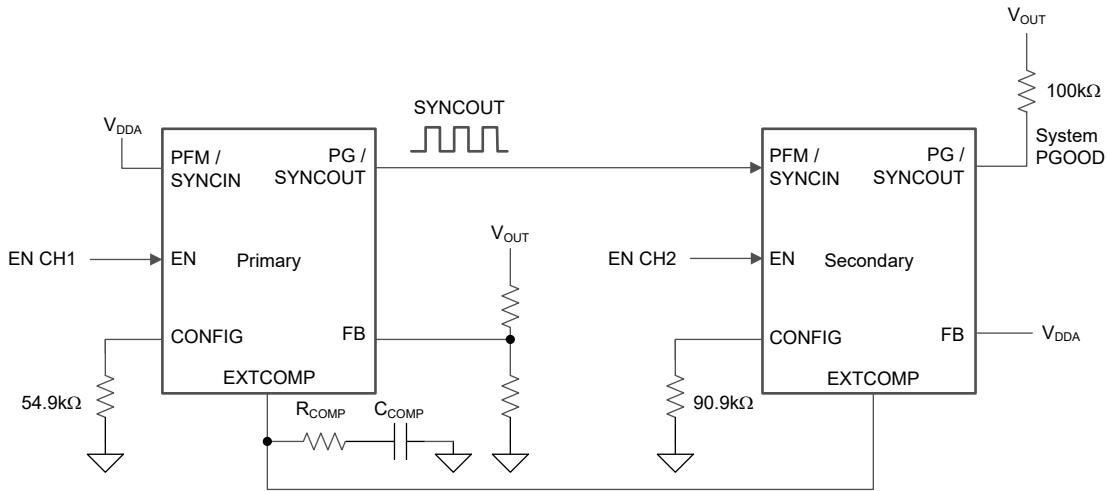 V_OUT
100kΩ
System
PGOOD
SYNCOUT
V_DDA
PFM /
SYNCIN
PG /
SYNCOUT
PFM /
SYNCIN
PG /
SYNCOUT
V_OUT
EN CH1
EN
Primary
EN CH2
EN
Secondary
CONFIG
FB
CONFIG
FB
V_DDA
EXTCOMP
EXTCOMP
54.9kΩ
R_COMP
C_COMP
90.9kΩ